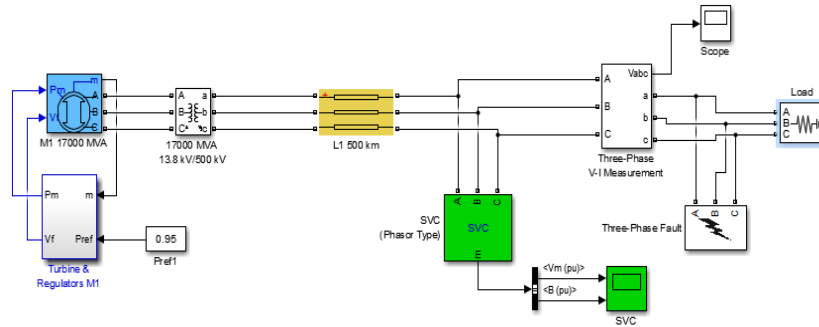 Scope
Vabc
A
a
B
b
C
c
Three-Phase
V-I Measurement
Load
A
B
C
Pm
m
A
Vf
B
C
M1 17000 MVA
A
a
B
b
C
c
17000 MVA
13.8 kV/500 kV
L1 500 km
A
B
C
SVC
SVC
(Phasor Type)
E
A
B
C
Three-Phase Fault
Pm
m
Vf
Pref
0.95
Pref1
Turbine &
Regulators M1
<Vm (pu)>
<B (pu)>
SVC